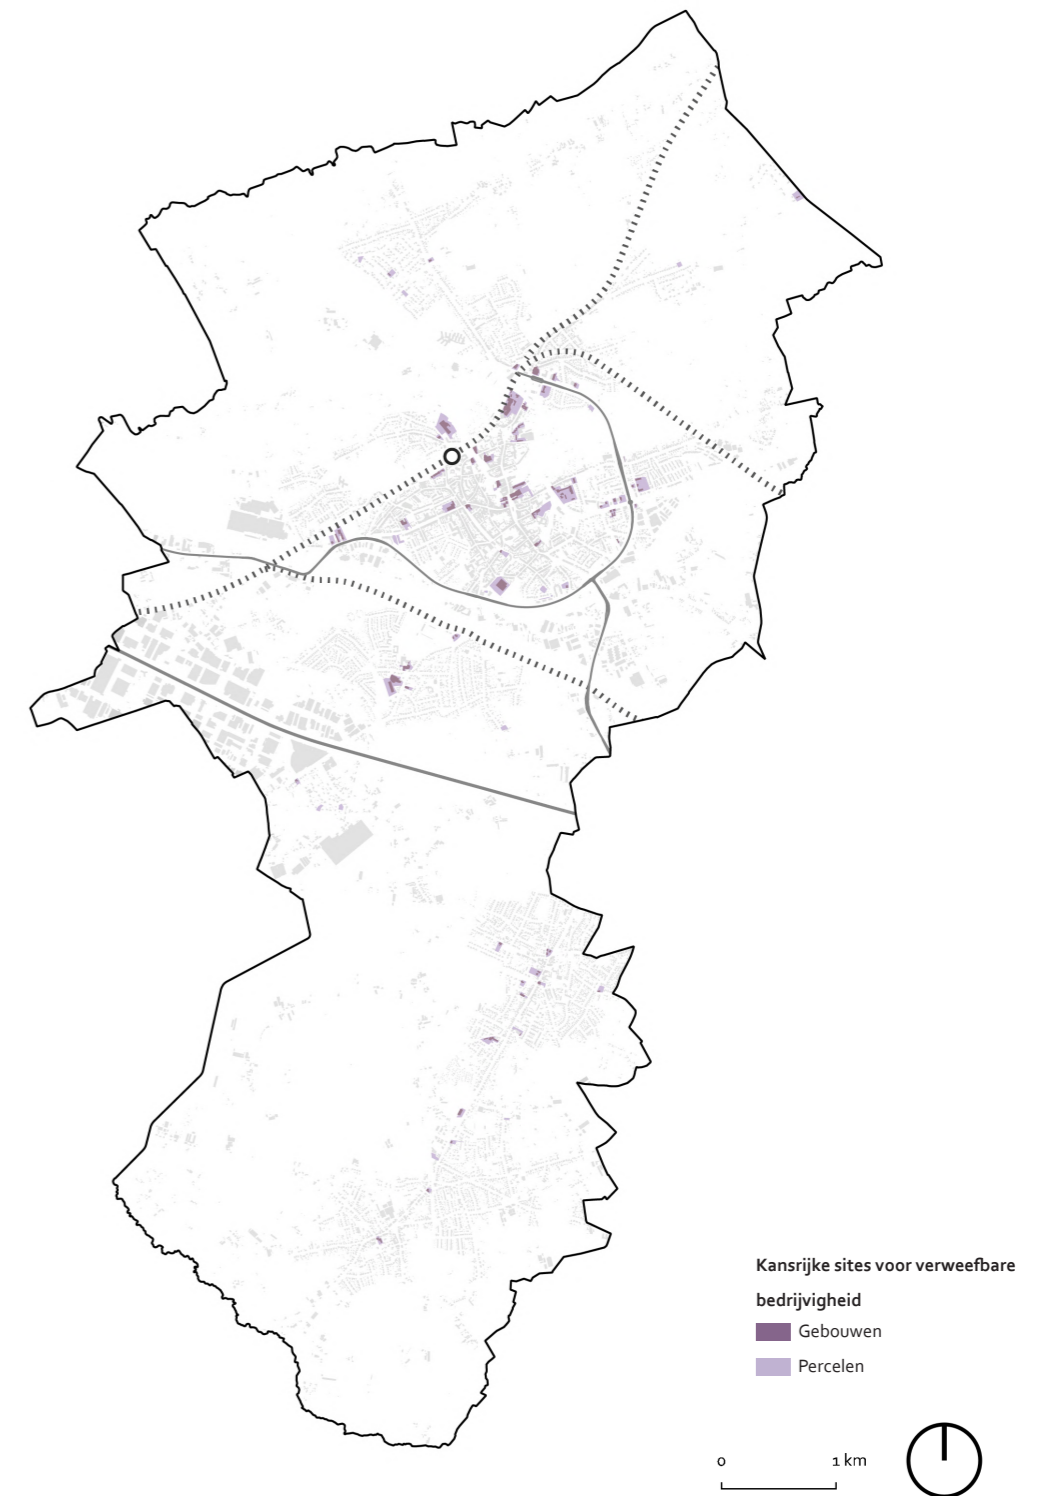 Kansrijke sites voor verweefbare
bedrijvigheid
Gebouwen
Percelen
0 1 km